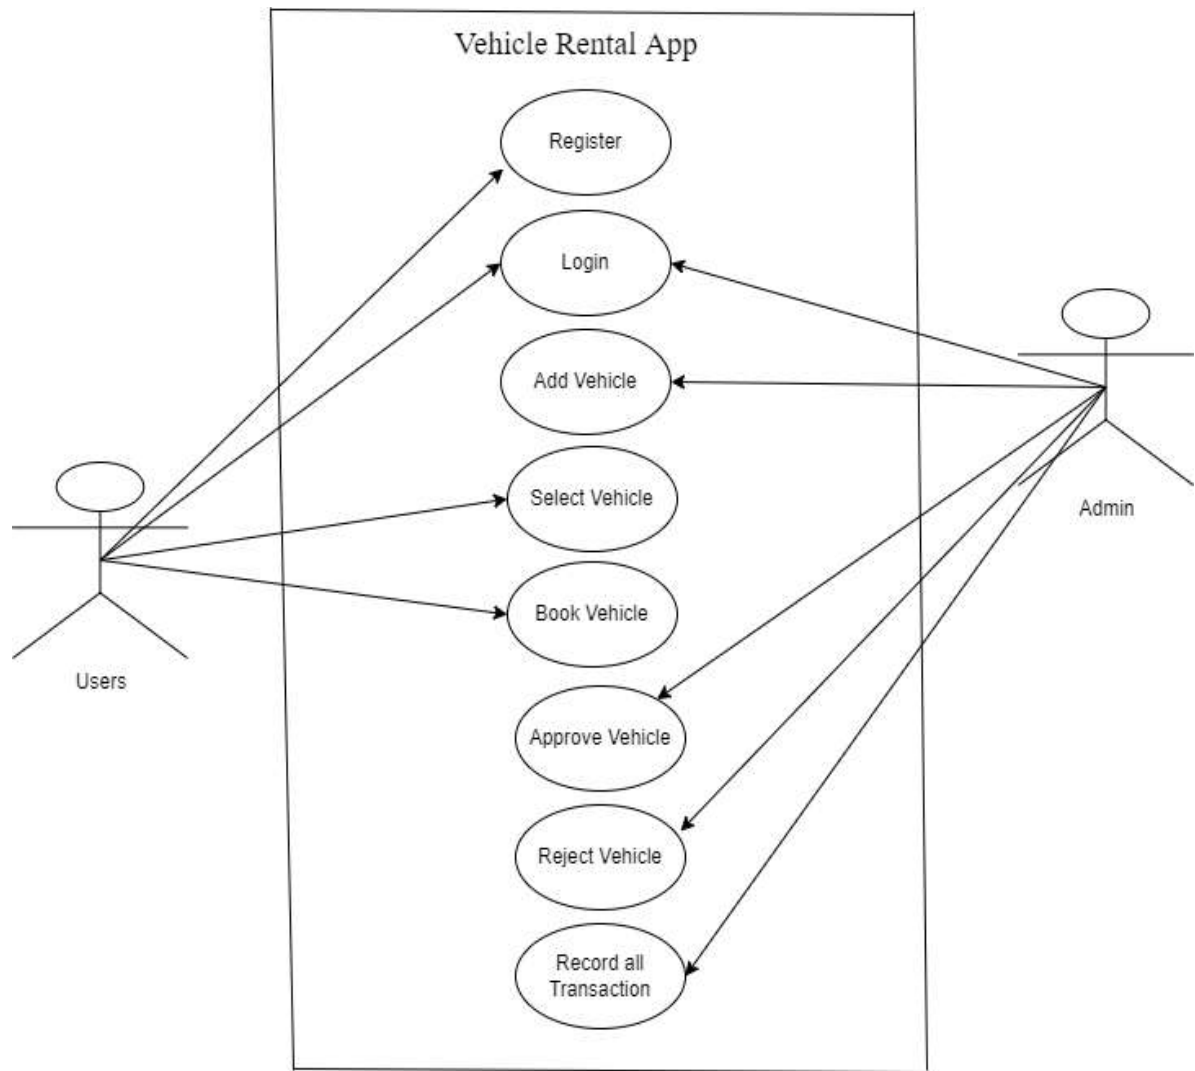 Vehicle Rental App
Register
Login
Add Vehicle
Select Vehicle
Book Vehicle
Approve Vehicle
Reject Vehicle
Record all
Transaction
Users
Admin